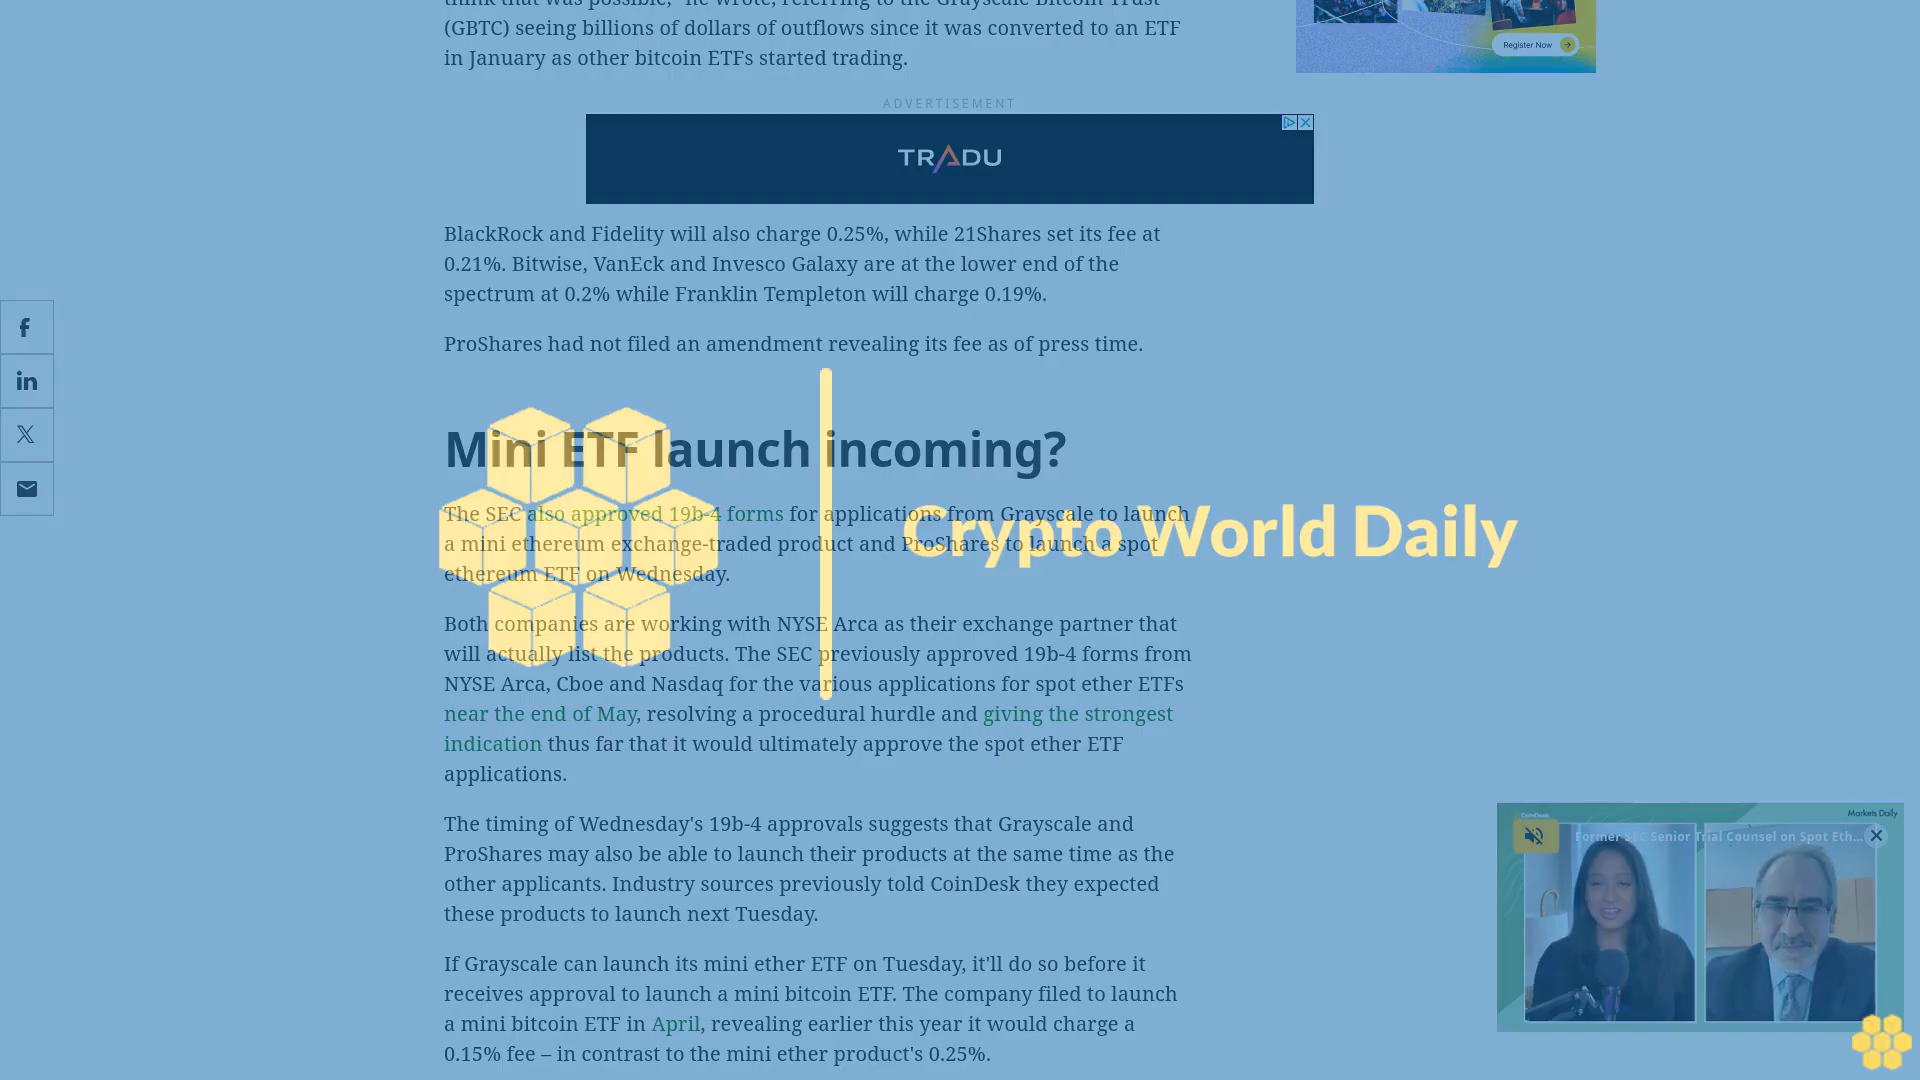 think that was possible," he wrote, referring to the Grayscale Bitcoin Trust
(GBTC) seeing billions of dollars of outflows since it was converted to an ETF
in January as other bitcoin ETFs started trading.
Register Now
ADVERTISEMENT
TRADU
BlackRock and Fidelity will also charge 0.25%, while 21Shares set its fee at
0.21%. Bitwise, VanEck and Invesco Galaxy are at the lower end of the
spectrum at 0.2% while Franklin Templeton will charge 0.19%.
ProShares had not filed an amendment revealing its fee as of press time.
Mini ETF launch incoming?
The SEC also approved 19b-4 forms for applications from Grayscale to launch
a mini ethereum exchange-traded product and ProShares to launch a spot
ethereum ETF on Wednesday.
Crypto World Daily
Both companies are working with NYSE Arca as their exchange partner that
will actually list the products. The SEC previously approved 19b-4 forms from
NYSE Arca, Cboe and Nasdaq for the various applications for spot ether ETFs
near the end of May, resolving a procedural hurdle and giving the strongest
indication thus far that it would ultimately approve the spot ether ETF
applications.
The timing of Wednesday's 19b-4 approvals suggests that Grayscale and
ProShares may also be able to launch their products at the same time as the
other applicants. Industry sources previously told CoinDesk they expected
these products to launch next Tuesday.
If Grayscale can launch its mini ether ETF on Tuesday, it'll do so before it
receives approval to launch a mini bitcoin ETF. The company filed to launch
a mini bitcoin ETF in April, revealing earlier this year it would charge a
0.15% fee – in contrast to the mini ether product's 0.25%.
CoinDesk
Markets Daily
Former SEC Senior Trial Counsel on Spot Eth...